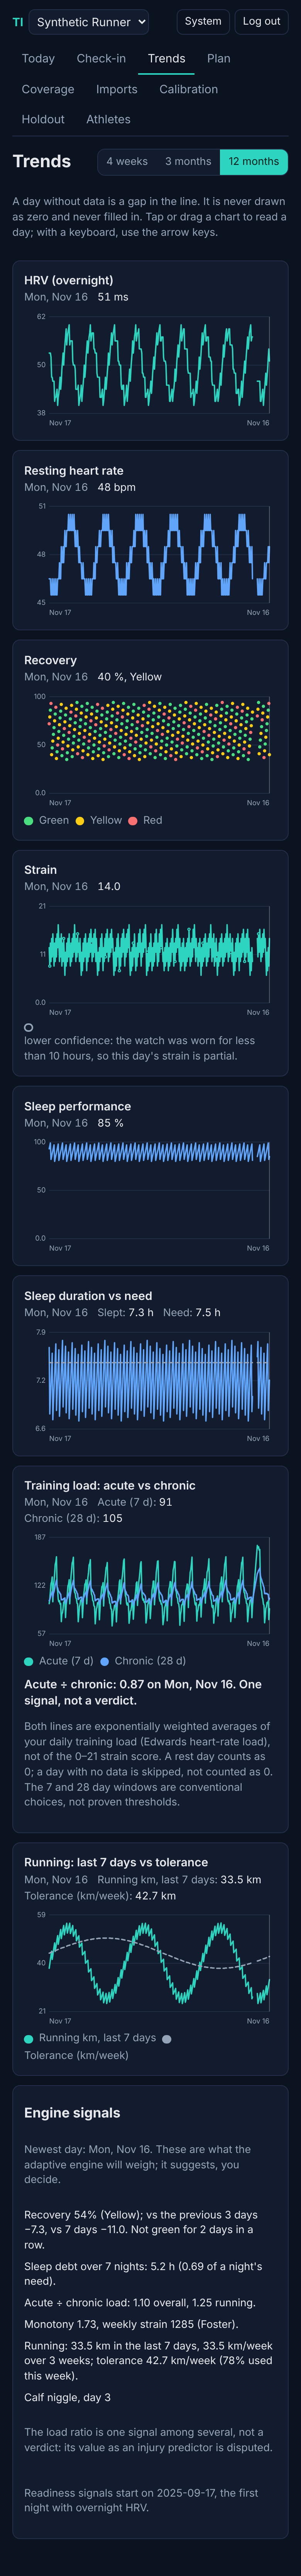 TI Synthetic Runner System Log out
Today Check-in Trends Plan
Coverage Imports Calibration
Holdout Athletes
Trends 4 weeks 3 months 12 months
A day without data is a gap in the line. It is never drawn
as zero and never filled in. Tap or drag a chart to read a
day; with a keyboard, use the arrow keys.
HRV (overnight)
Mon, Nov 16 51 ms
62
50
38
Nov 17 Nov 16
Resting heart rate
Mon, Nov 16 48 bpm
51
48
45
Nov 17 Nov 16
Recovery
Mon, Nov 16 40 %, Yellow
100
50
0.0
Nov 17 Nov 16
Green Yellow Red
Strain
Mon, Nov 16 14.0
21
11
0.0
Nov 17 Nov 16
lower confidence: the watch was worn for less
than 10 hours, so this day's strain is partial.
Sleep performance
Mon, Nov 16 85 %
100
50
0.0
Nov 17 Nov 16
Sleep duration vs need
Mon, Nov 16 Slept: 7.3 h Need: 7.5 h
7.9
7.2
6.6
Nov 17 Nov 16
Training load: acute vs chronic
Mon, Nov 16 Acute (7 d): 91
Chronic (28 d): 105
187
122
57
Nov 17 Nov 16
Acute (7 d) Chronic (28 d)
Acute ÷ chronic: 0.87 on Mon, Nov 16. One
signal, not a verdict.
Both lines are exponentially weighted averages of
your daily training load (Edwards heart-rate load),
not of the 0–21 strain score. A rest day counts as
0; a day with no data is skipped, not counted as 0.
The 7 and 28 day windows are conventional
choices, not proven thresholds.
Running: last 7 days vs tolerance
Mon, Nov 16 Running km, last 7 days: 33.5 km
Tolerance (km/week): 42.7 km
59
40
21
Nov 17 Nov 16
Running km, last 7 days
Tolerance (km/week)
Engine signals
Newest day: Mon, Nov 16. These are what the
adaptive engine will weigh; it suggests, you
decide.
Recovery 54% (Yellow); vs the previous 3 days
−7.3, vs 7 days −11.0. Not green for 2 days in a
row.
Sleep debt over 7 nights: 5.2 h (0.69 of a night's
need).
Acute ÷ chronic load: 1.10 overall, 1.25 running.
Monotony 1.73, weekly strain 1285 (Foster).
Running: 33.5 km in the last 7 days, 33.5 km/week
over 3 weeks; tolerance 42.7 km/week (78% used
this week).
Calf niggle, day 3
The load ratio is one signal among several, not a
verdict: its value as an injury predictor is disputed.
Readiness signals start on 2025-09-17, the first
night with overnight HRV.